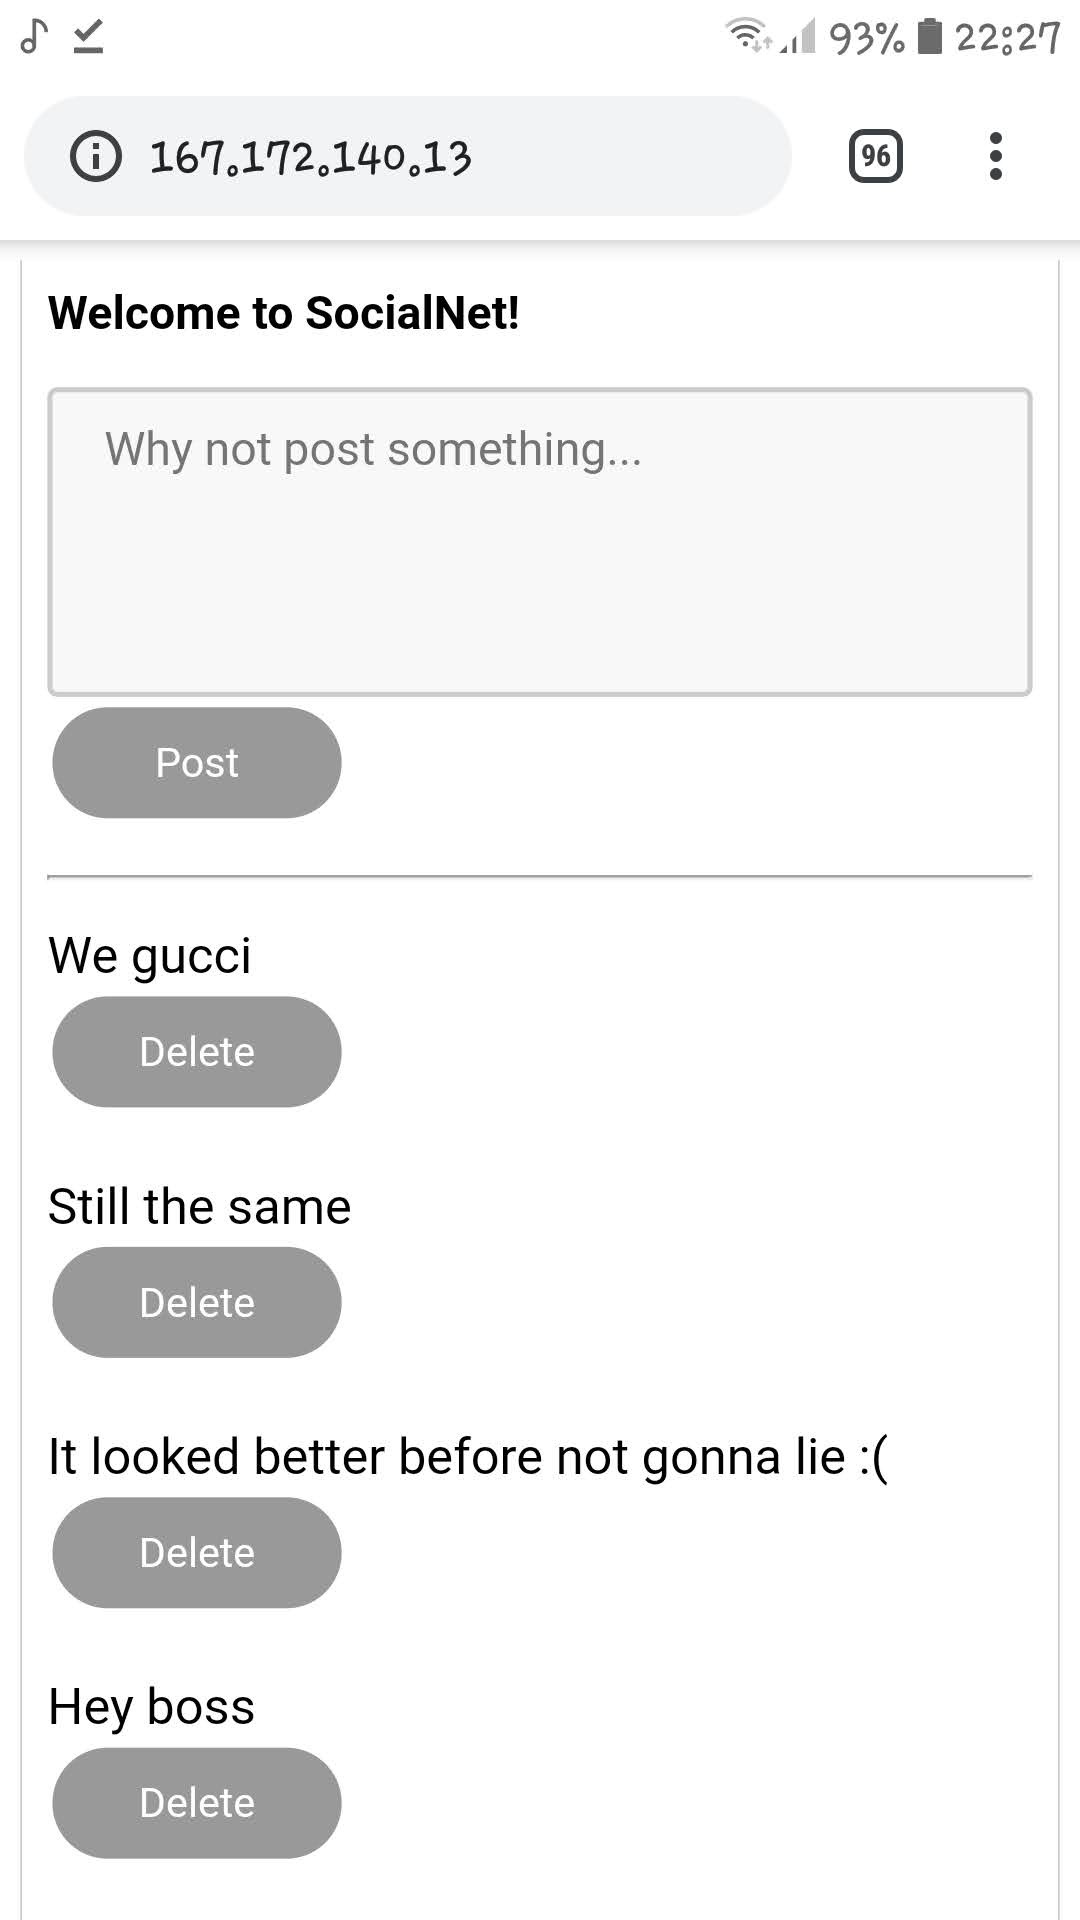 93% 22:27
167.172.140.13 96
Welcome to SocialNet!
Why not post something...
Post
We gucci
Delete
Still the same
Delete
It looked better before not gonna lie :(
Delete
Hey boss
Delete